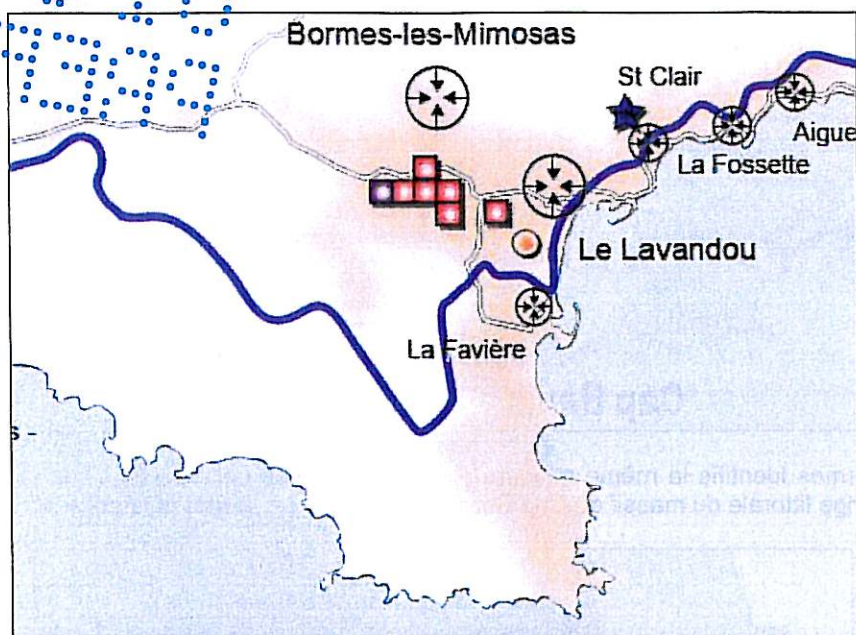 Bormes-les-Mimosas
St Clair
Aigue
La Fossette
Le Lavandou
La Favière
s -